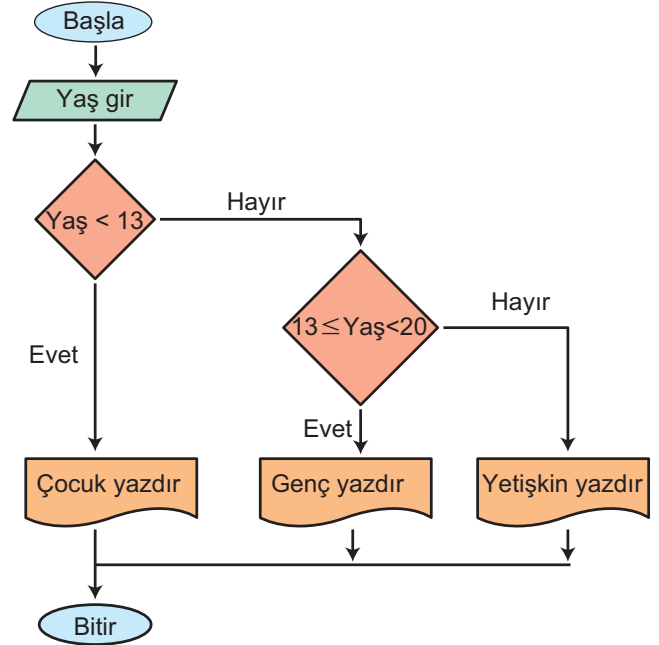 Başla
Yaş gir
Yaş < 13
Hayır
13≤Yaş<20
Hayır
Evet
Evet
Çocuk yazdır
Genç yazdır
Yetişkin yazdır
Bitir